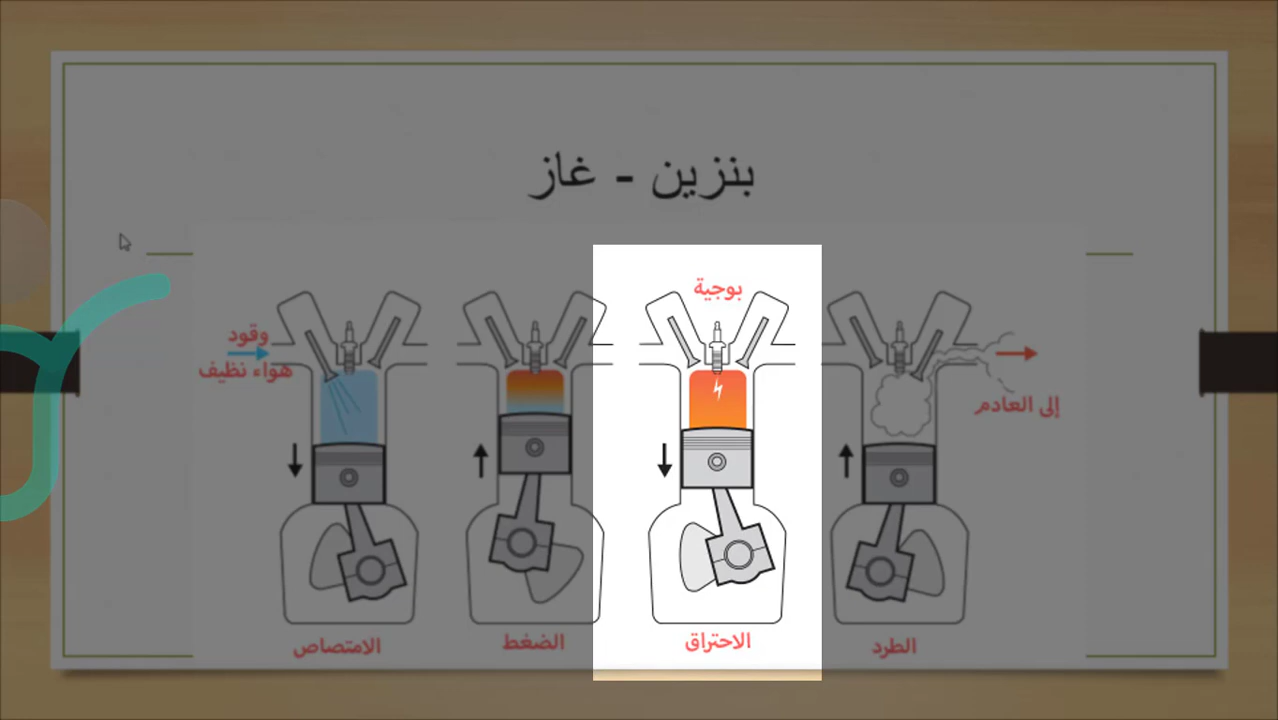 بنزين - غاز
بوجية
وقود
هواء نظيف
إلى العادم
الامتصاص
الضغط
الاحتراق
الطرد